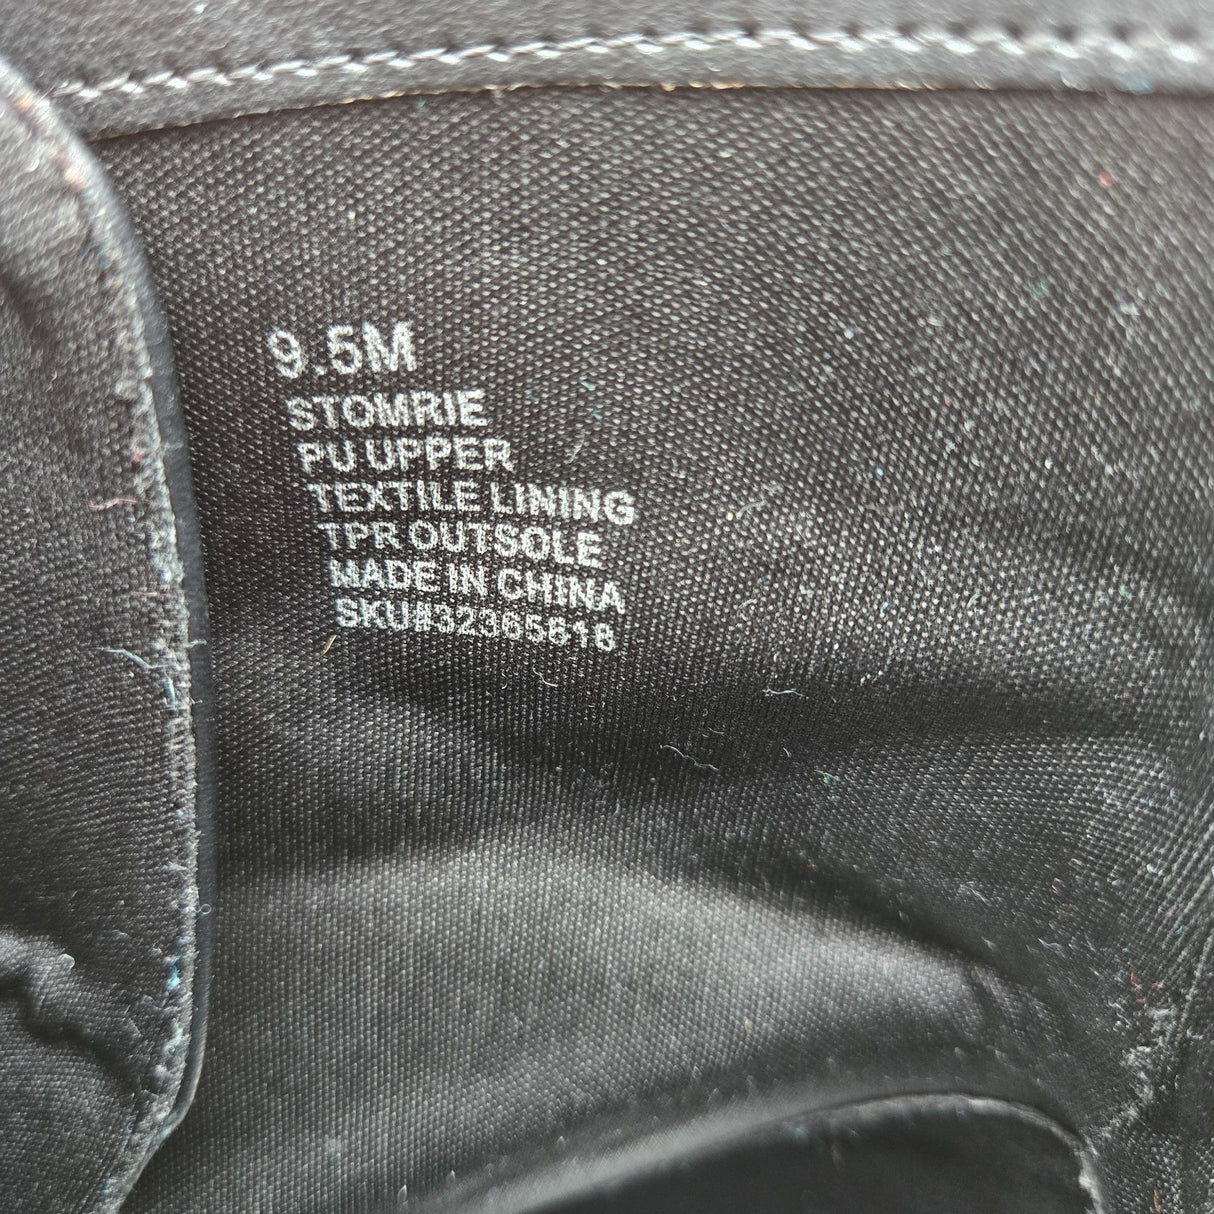 9.5M
STOMRIE
PU UPPER
TEXTILE LINING
TPR OUTSOLE
MADE IN CHINA
SKU#32365618